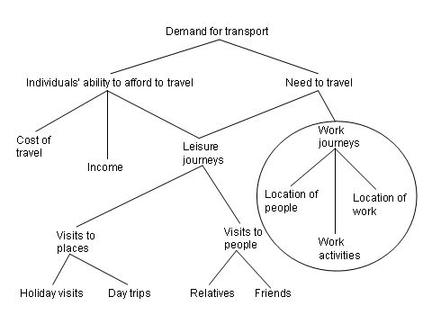 Demand for transport
Individuals' ability to afford to travel
Need to travel
Cost of
travel
Income
Leisure
journeys
Work
journeys
Location of
people
Location of
work
Work
activities
Visits to
places
Visits to
people
Holiday visits
Day trips
Relatives
Friends